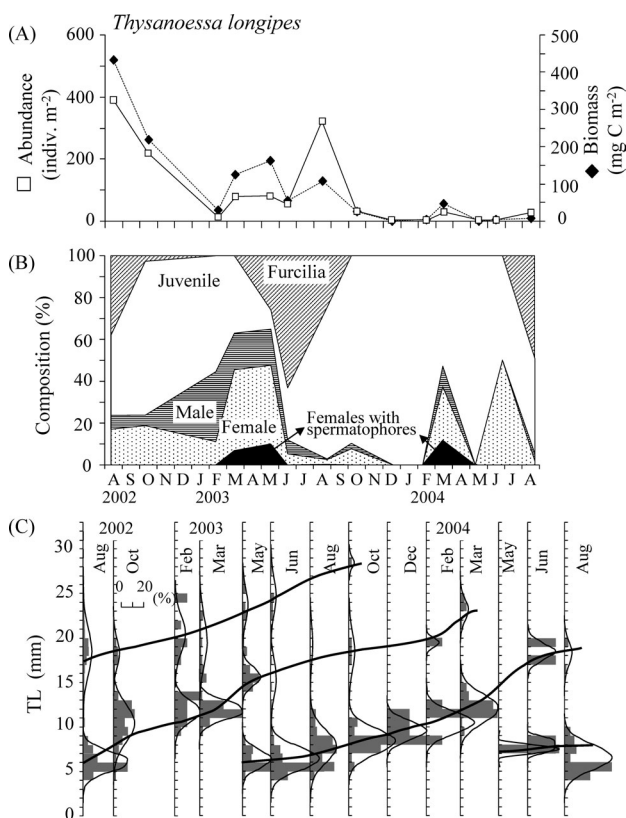 Thysanoessa longipes
(A)
600
400
200
0
Abundance
(indiv. m-2)
500
400
300
200
100
0
Biomass
(mg C m-2)
(B)
100
80
60
40
20
0
Composition (%)
Juvenile
Furcilia
Male
Female
Females with
spermatophores
A S O N D J F M A M J J A S O N D J F M A M J J A
2002 2003 2004
(C)
2002 2003 2004
Aug Oct Feb Mar May Jun Aug Oct Dec Feb Mar May Jun Aug
0 20
(%)
30
25
20
15
10
5
0
TL (mm)